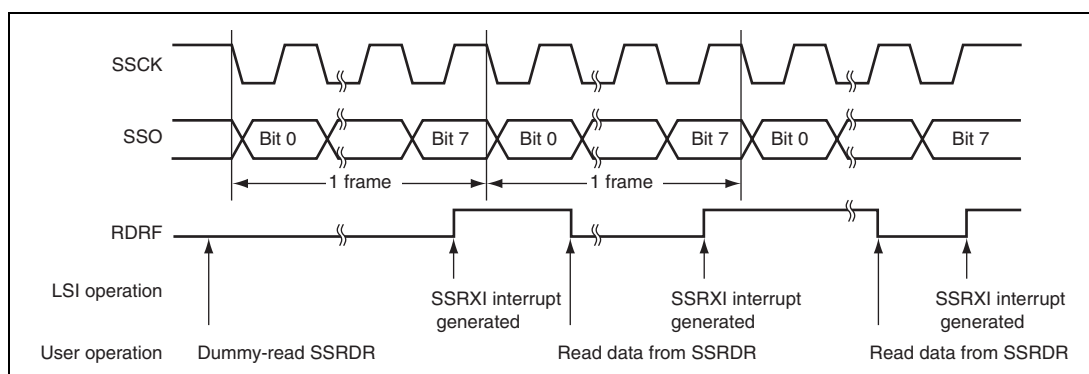 SSCK
SSO
Bit 0
Bit 7
Bit 0
Bit 7
Bit 0
Bit 7
1 frame
1 frame
RDRF
LSI operation
SSRXI interrupt
generated
SSRXI interrupt
generated
SSRXI interrupt
generated
User operation
Dummy-read SSRDR
Read data from SSRDR
Read data from SSRDR